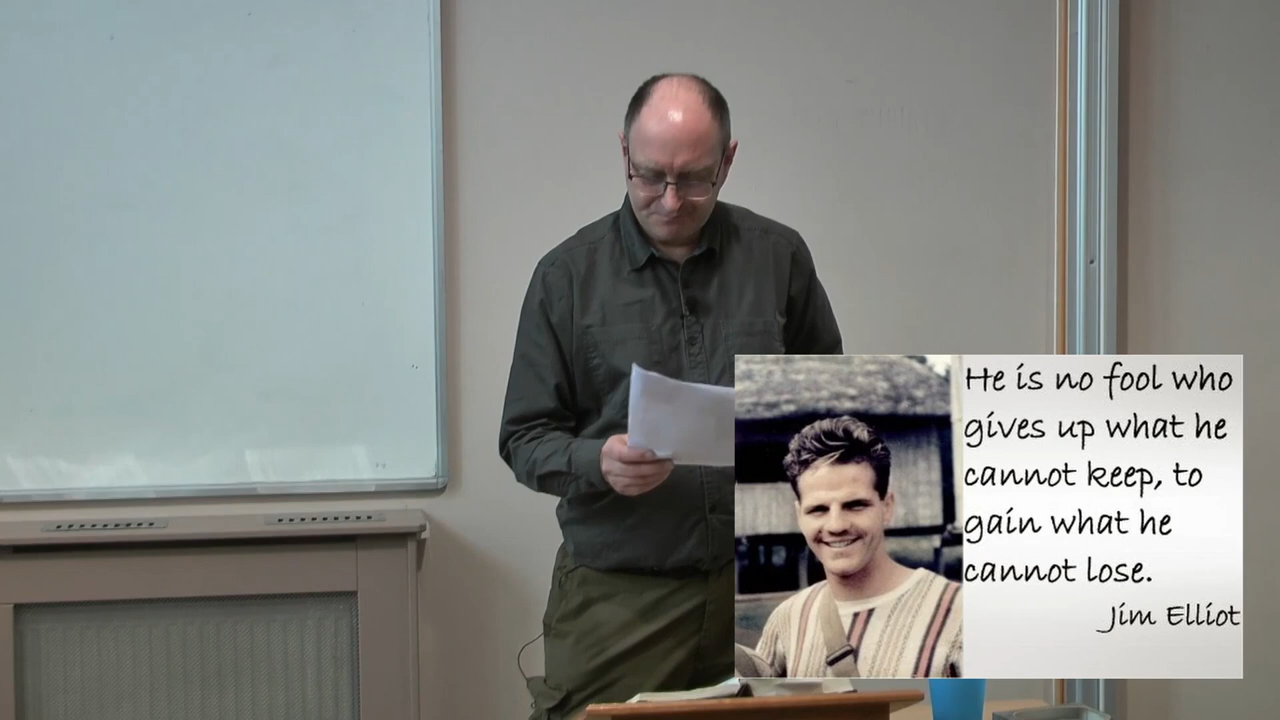 He is no fool who
gives up what he
cannot keep, to
gain what he
cannot lose.
Jim Elliot